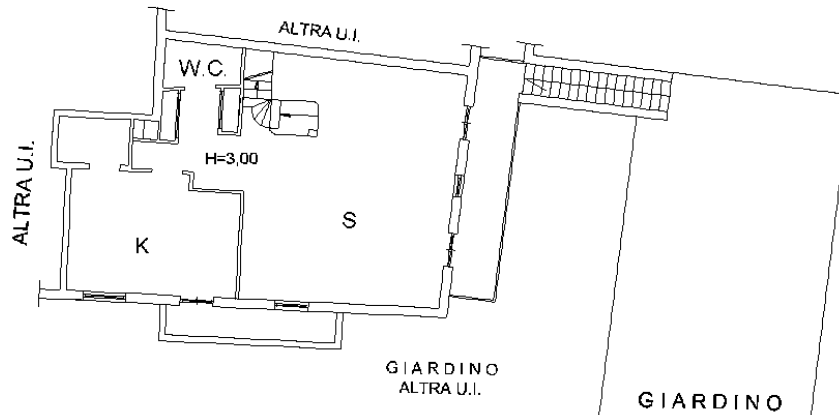 ALTRA U.I.
W.C.
ALTRA U.I.
H=3,00
S
K
GIARDINO
ALTRA U.I.
GIARDINO